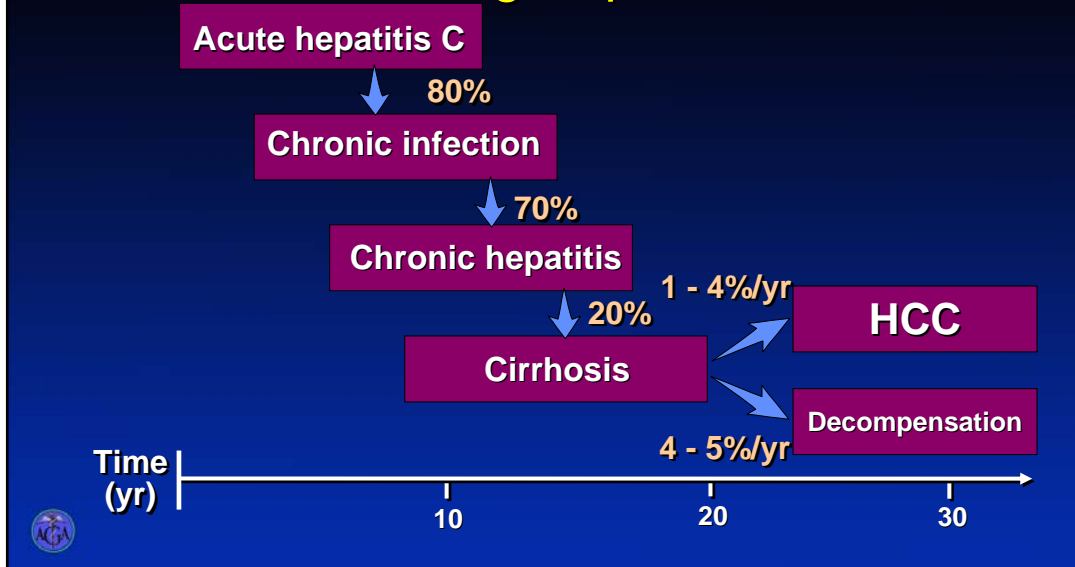 Acute hepatitis C
80%
Chronic infection
70%
Chronic hepatitis
20%
1 - 4%/yr
HCC
Cirrhosis
Decompensation
4 - 5%/yr
Time
(yr)
10
20
30
AGA